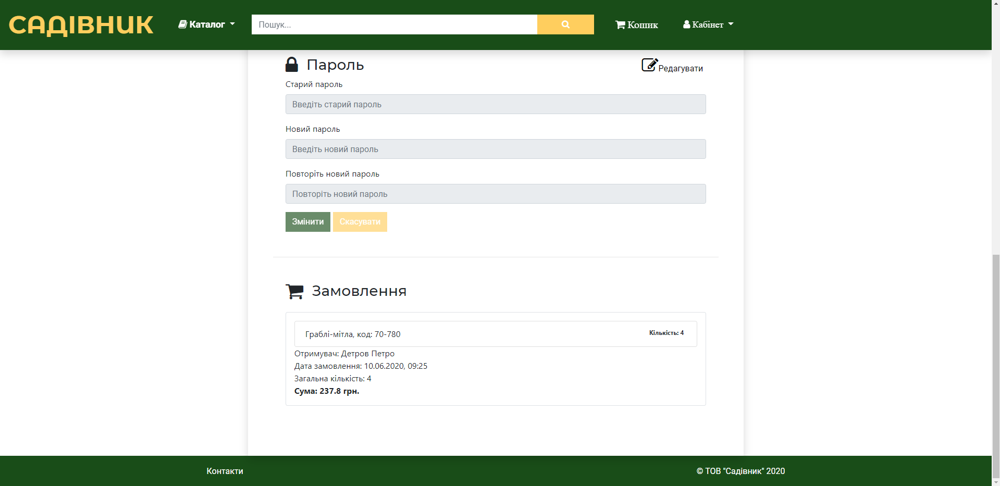 САДІВНИК
Каталог
Пошук...
Кошик
Кабінет
Пароль
Редагувати
Старий пароль
Введіть старий пароль
Новий пароль
Введіть новий пароль
Повторіть новий пароль
Повторіть новий пароль
Змінити
Скасувати
Замовлення
Граблі-мітла, код: 70-780
Кількість: 4
Отримувач: Детров Петро
Дата замовлення: 10.06.2020, 09:25
Загальна кількість: 4
Сума: 237.8 грн.
Контакти
© ТОВ "Садівник" 2020